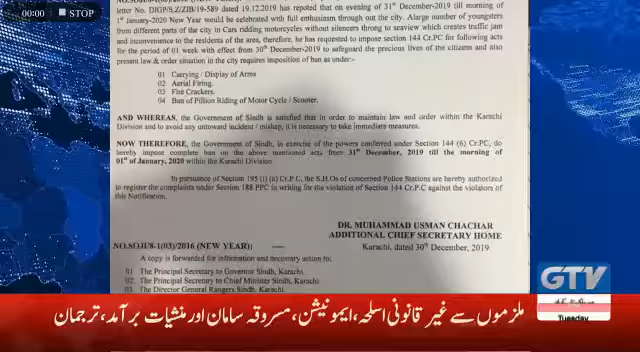 00:00 STOP
letter No. DIGP/S.Z/ZIB/19-589 dated 19.12.2019 has repoted that on evening of 31st December-2019 till morning of
1st January-2020 New Year would be celebrated with full enthusiasm through out the city. Alarge number of youngsters
from different parts of the city in Cars riding motorcycles without silencers throng to seaview which creates traffic jam
and inconvenience to the residents of the area, therefore, he has requested to impose section 144 Cr.PC for following acts
for the period of 01 week with effect from 30th December-2019 to safeguard the precious lives of the citizens and also
present law & order situation in the city requires imposition of ban as under:-
01 Carrying / Display of Arms
02 Aerial Firing.
03 Fire Crackers.
04 Ban of Pillion Riding of Motor Cycle / Scooter.
AND WHEREAS, the Government of Sindh is satisfied that in order to maintain law and order within the Karachi
Division and to avoid any untoward incident / mishap, it is necessary to take immediate measures.
NOW THEREFORE, the Government of Sindh, in exercise of the powers conferred under Section 144 (6) Cr.PC, do
hereby impose complete ban on the above mentioned acts from 31st December, 2019 till the morning of
01st of January, 2020 within the Karachi Division
In pursuance of Section 195 (i) (a) Cr.P.C, the S.H.Os of concerned Police Stations are hereby authorized
to register the complaints under Section 188 PPC in writing for the violation of Section 144 Cr.PC against the violators of
this Notification.
DR. MUHAMMAD USMAN CHACHAR
ADDITIONAL CHIEF SECRETARY HOME
Karachi, dated 30th December, 2019
NO.SOJI/8-1(03)/2016 (NEW YEAR):
A copy is forwarded for information and necessary action to:
01 The Principal Secretary to Governor Sindh, Karachi.
02 The Principal Secretary to Chief Minister Sindh, Karachi
03 The Director General Rangers Sindh, Karachi.
GTV
Tuesday
ملزموں سے غیر قانونی اسلحہ، ایمونیشن، مسروقہ سامان اور منشیات برآمد، ترجمان